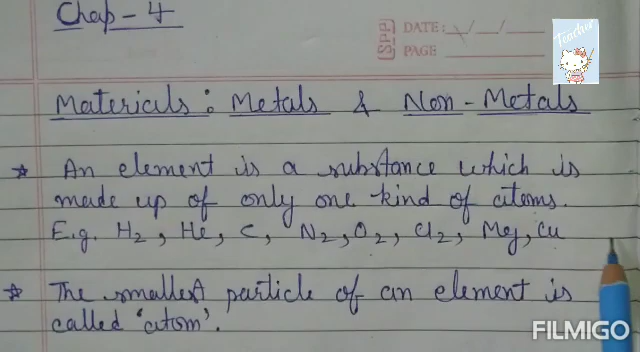 Chap - 4
SPP
DATE: / /
PAGE
Teacher
Materials: Metals & Non-Metals
* An element is a substance which is
made up of only one kind of atoms.
E.g. H2, He, C, N2, O2, Cl2, Mg, Cu
* The smallest particle of an element is
called 'atom'.
FILMIGO